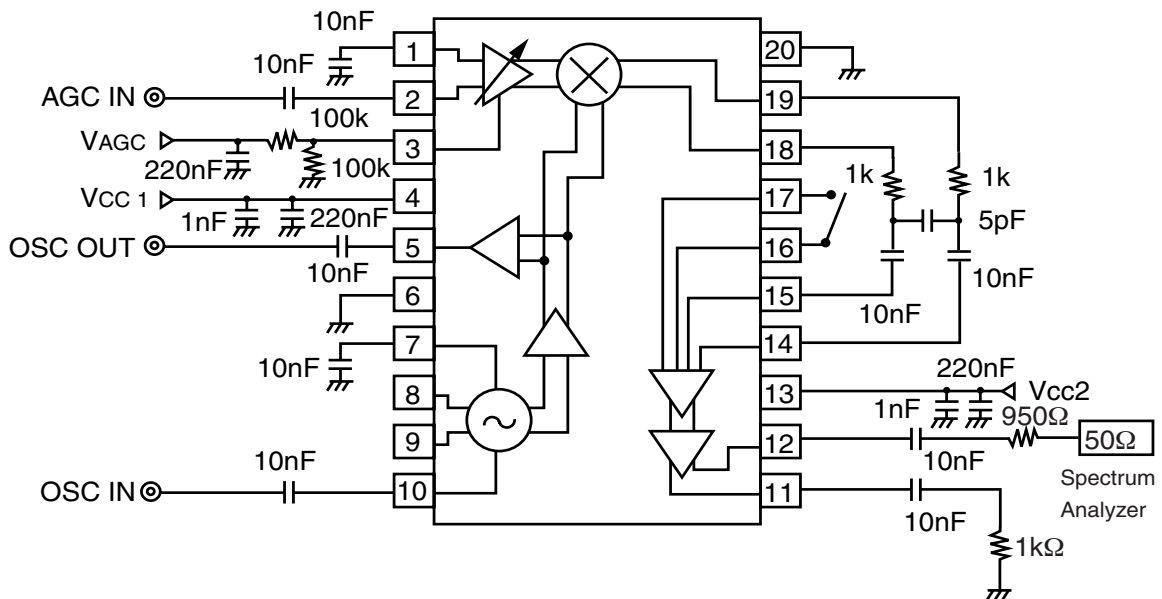 10nF
10nF
AGC IN
100k
VAGC
220nF
100k
VCC 1
1nF
220nF
OSC OUT
10nF
10nF
10nF
OSC IN
1
2
3
4
5
6
7
8
9
10
20
19
18
17
16
15
14
13
12
11
1k
1k
5pF
10nF
10nF
220nF
Vcc2
1nF
950Ω
50Ω
10nF
Spectrum
Analyzer
10nF
1kΩ